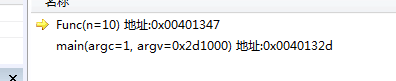 名称
Func(n=10) 地址:0x00401347
main(argc=1, argv=0x2d1000) 地址:0x0040132d